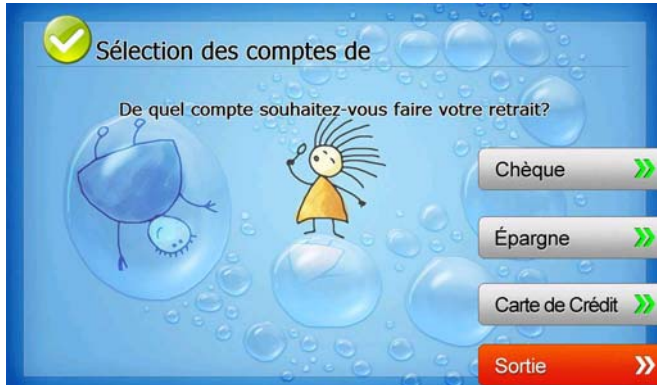 Sélection des comptes de
De quel compte souhaitez-vous faire votre retrait?
Chèque
Épargne
Carte de Crédit
Sortie